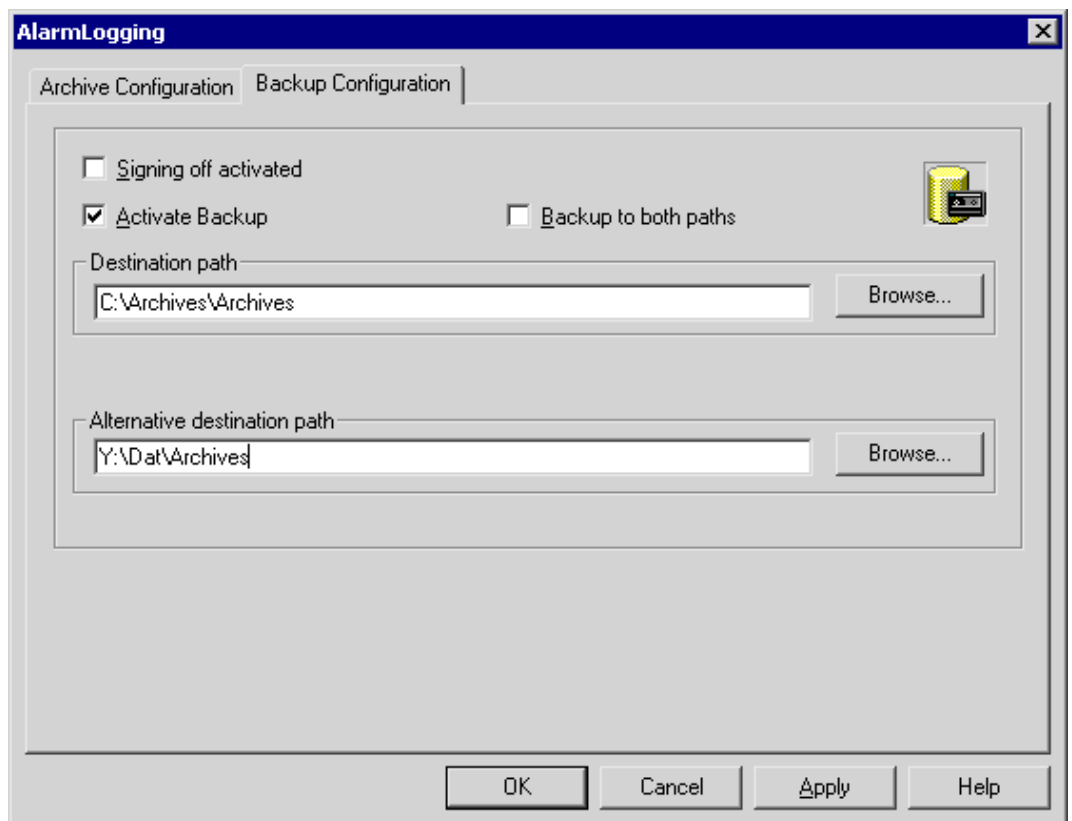 AlarmLogging
Archive Configuration Backup Configuration
Signing off activated
Activate Backup Backup to both paths
Destination path
C:\Archives\Archives Browse...
Alternative destination path
Y:\Dat\Archives Browse...
OK Cancel Apply Help